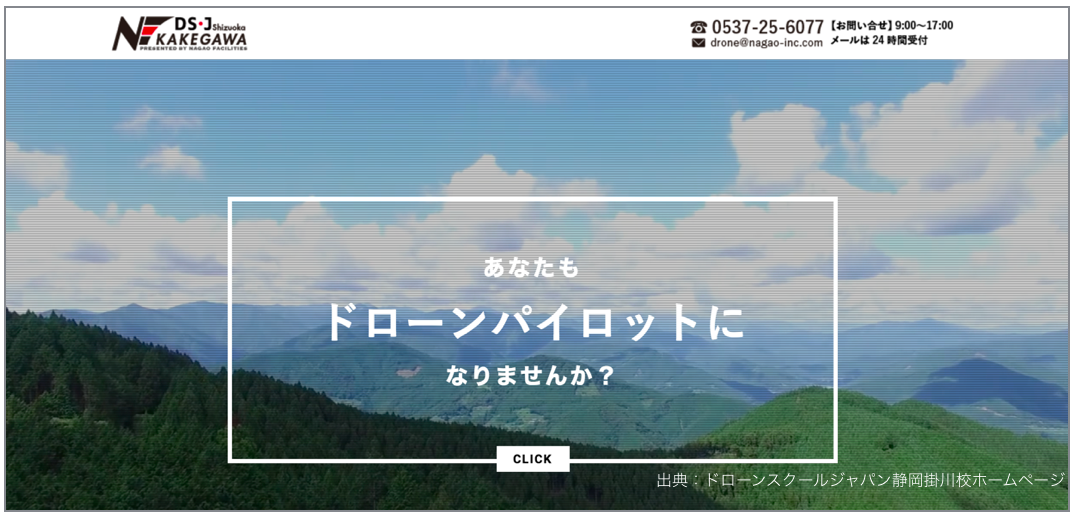 DS・J Shizuoka
NF KAKEGAWA
PRESENTED BY NAGAO FACILITIES
0537-25-6077 【お問い合せ】9:00〜17:00
drone@nagao-inc.com メールは 24 時間受付
あなたも
ドローンパイロットに
なりませんか？
CLICK
出典：ドローンスクールジャパン静岡掛川校ホームページ